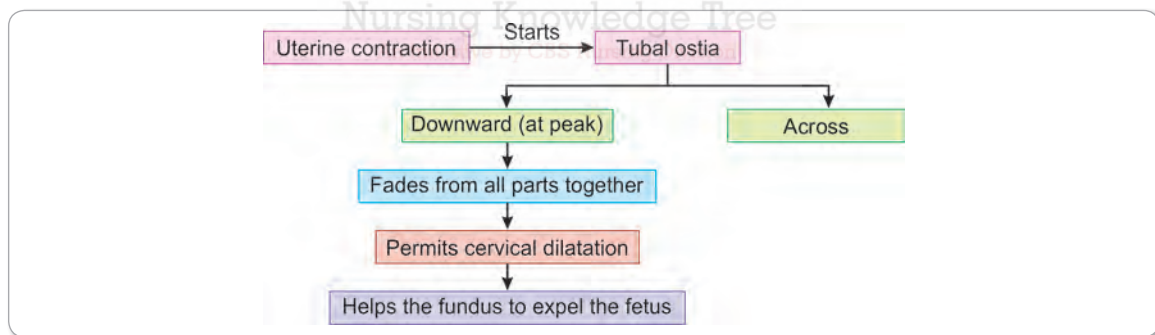 Nursing Knowledge Tree
Starts
Uterine contraction
Tubal ostia
Downward (at peak)
Across
Fades from all parts together
Permits cervical dilatation
Helps the fundus to expel the fetus